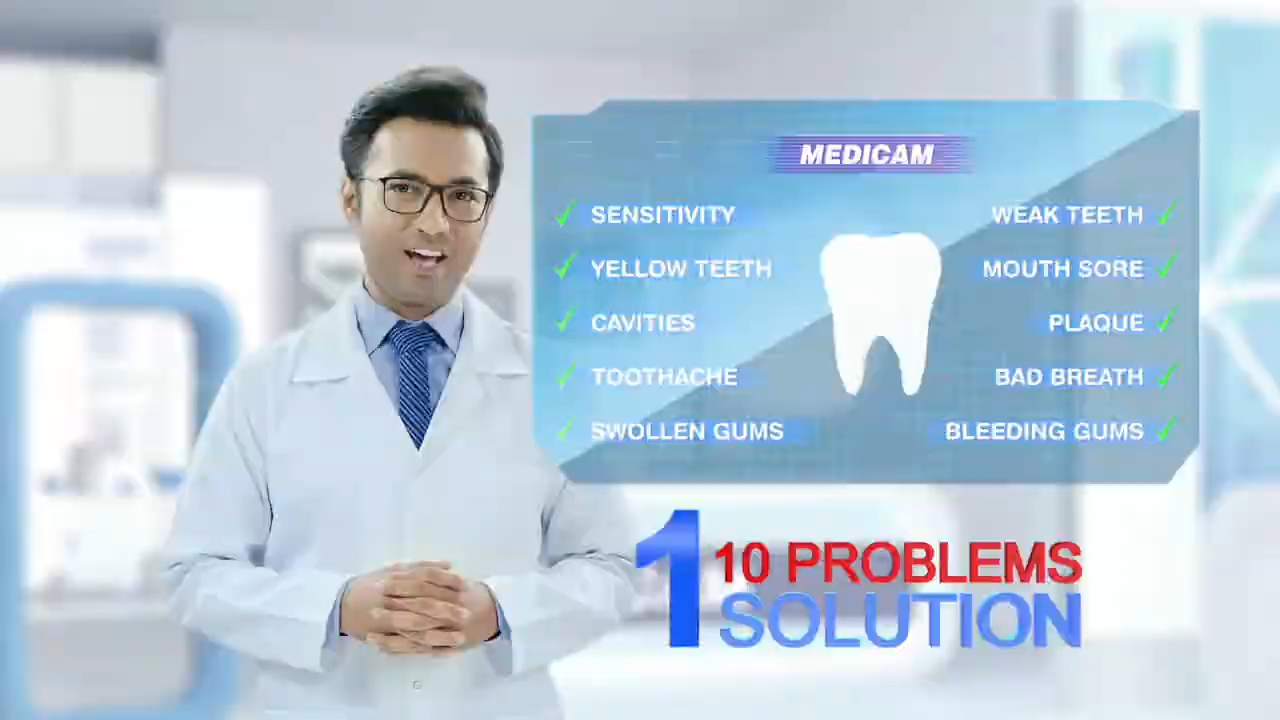 MEDICAM
SENSITIVITY
YELLOW TEETH
CAVITIES
TOOTHACHE
SWOLLEN GUMS
WEAK TEETH
MOUTH SORE
PLAQUE
BAD BREATH
BLEEDING GUMS
10 PROBLEMS
1 SOLUTION